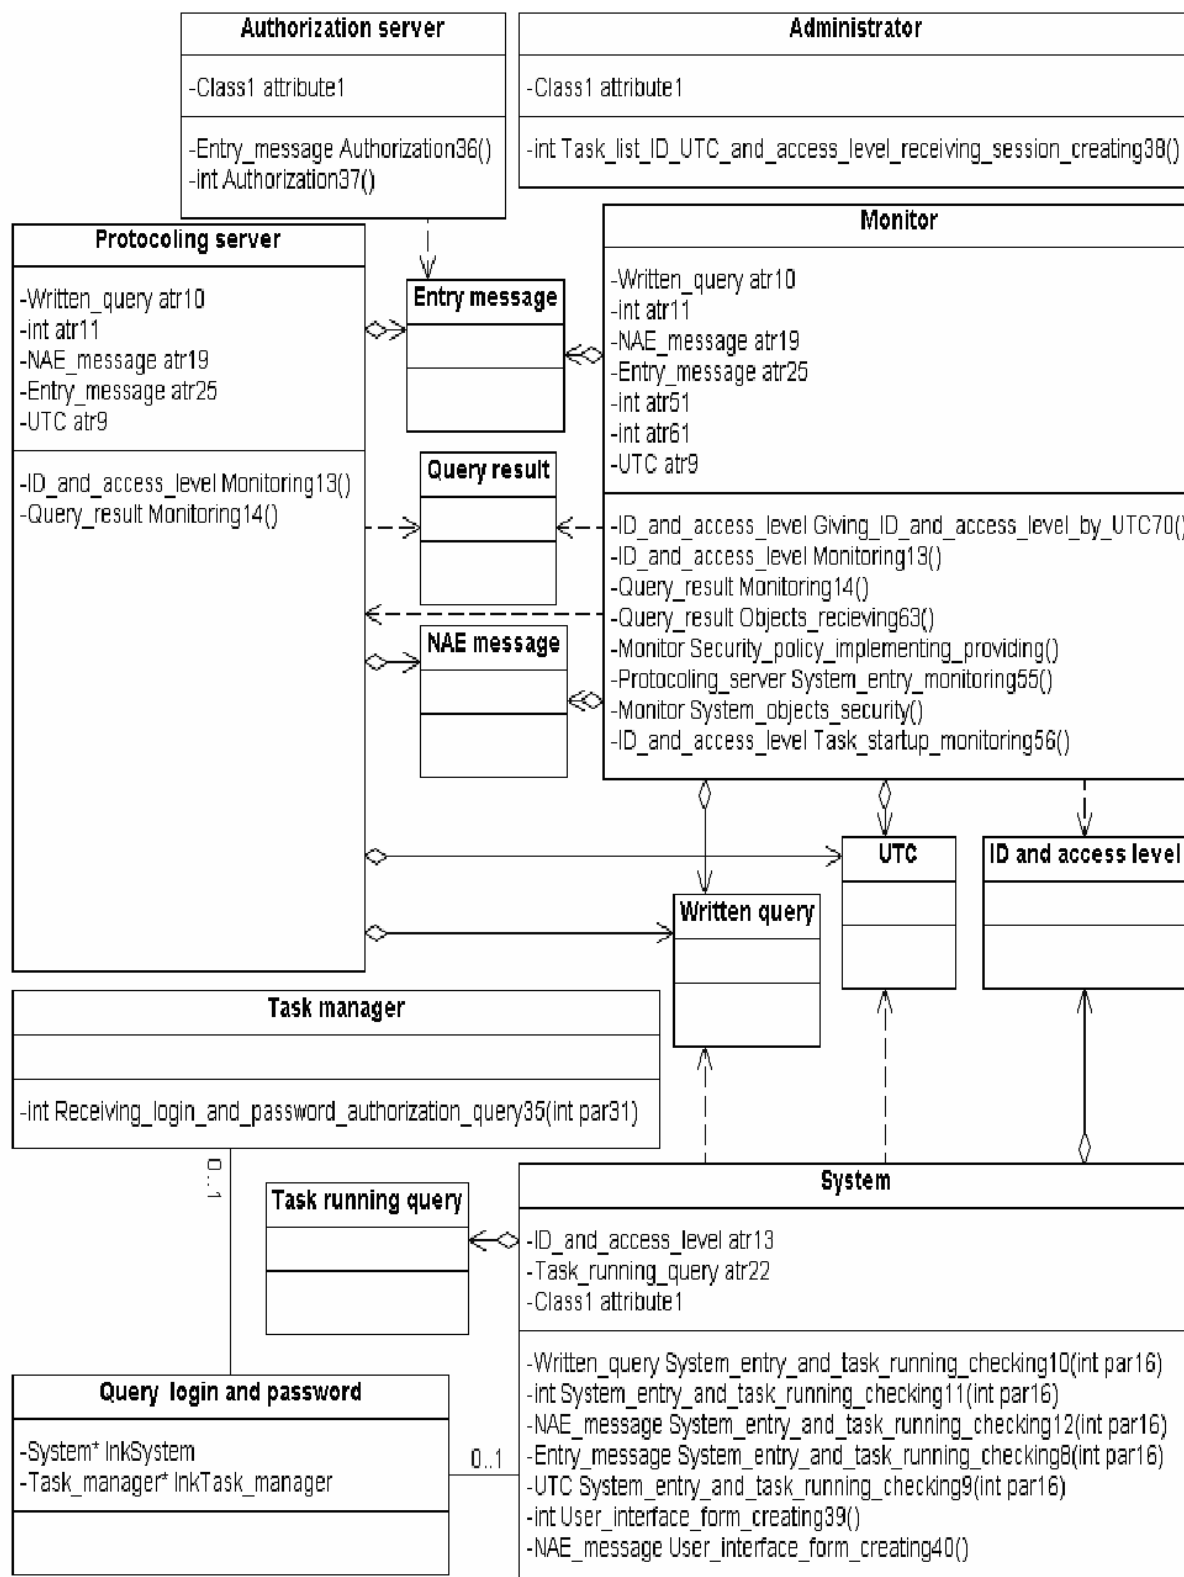 Authorization server
-Class1 attribute1
-Entry_message Authorization36()
-int Authorization37()
Administrator
-Class1 attribute1
-int Task_list_ID_UTC_and_access_level_receiving_session_creating38()
Protocoling server
-Written_query atr10
-int atr11
-NAE_message atr19
-Entry_message atr25
-UTC atr9
-ID_and_access_level Monitoring13()
-Query_result Monitoring14()
Entry message
Query result
NAE message
Monitor
-Written_query atr10
-int atr11
-NAE_message atr19
-Entry_message atr25
-int atr51
-int atr61
-UTC atr9
-ID_and_access_level Giving_ID_and_access_level_by_UTC70()
-ID_and_access_level Monitoring13()
-Query_result Monitoring14()
-Query_result Objects_recieving63()
-Monitor Security_policy_implementing_providing()
-Protocoling_server System_entry_monitoring55()
-Monitor System_objects_security()
-ID_and_access_level Task_startup_monitoring56()
UTC
ID and access level
Written query
Task manager
-int Receiving_login_and_password_authorization_query35(int par31)
0..1
Task running query
System
-ID_and_access_level atr13
-Task_running_query atr22
-Class1 attribute1
-Written_query System_entry_and_task_running_checking10(int par16)
-int System_entry_and_task_running_checking11(int par16)
-NAE_message System_entry_and_task_running_checking12(int par16)
-Entry_message System_entry_and_task_running_checking8(int par16)
-UTC System_entry_and_task_running_checking9(int par16)
-int User_interface_form_creating39()
-NAE_message User_interface_form_creating40()
Query login and password
-System* lnkSystem
-Task_manager* lnkTask_manager
0..1